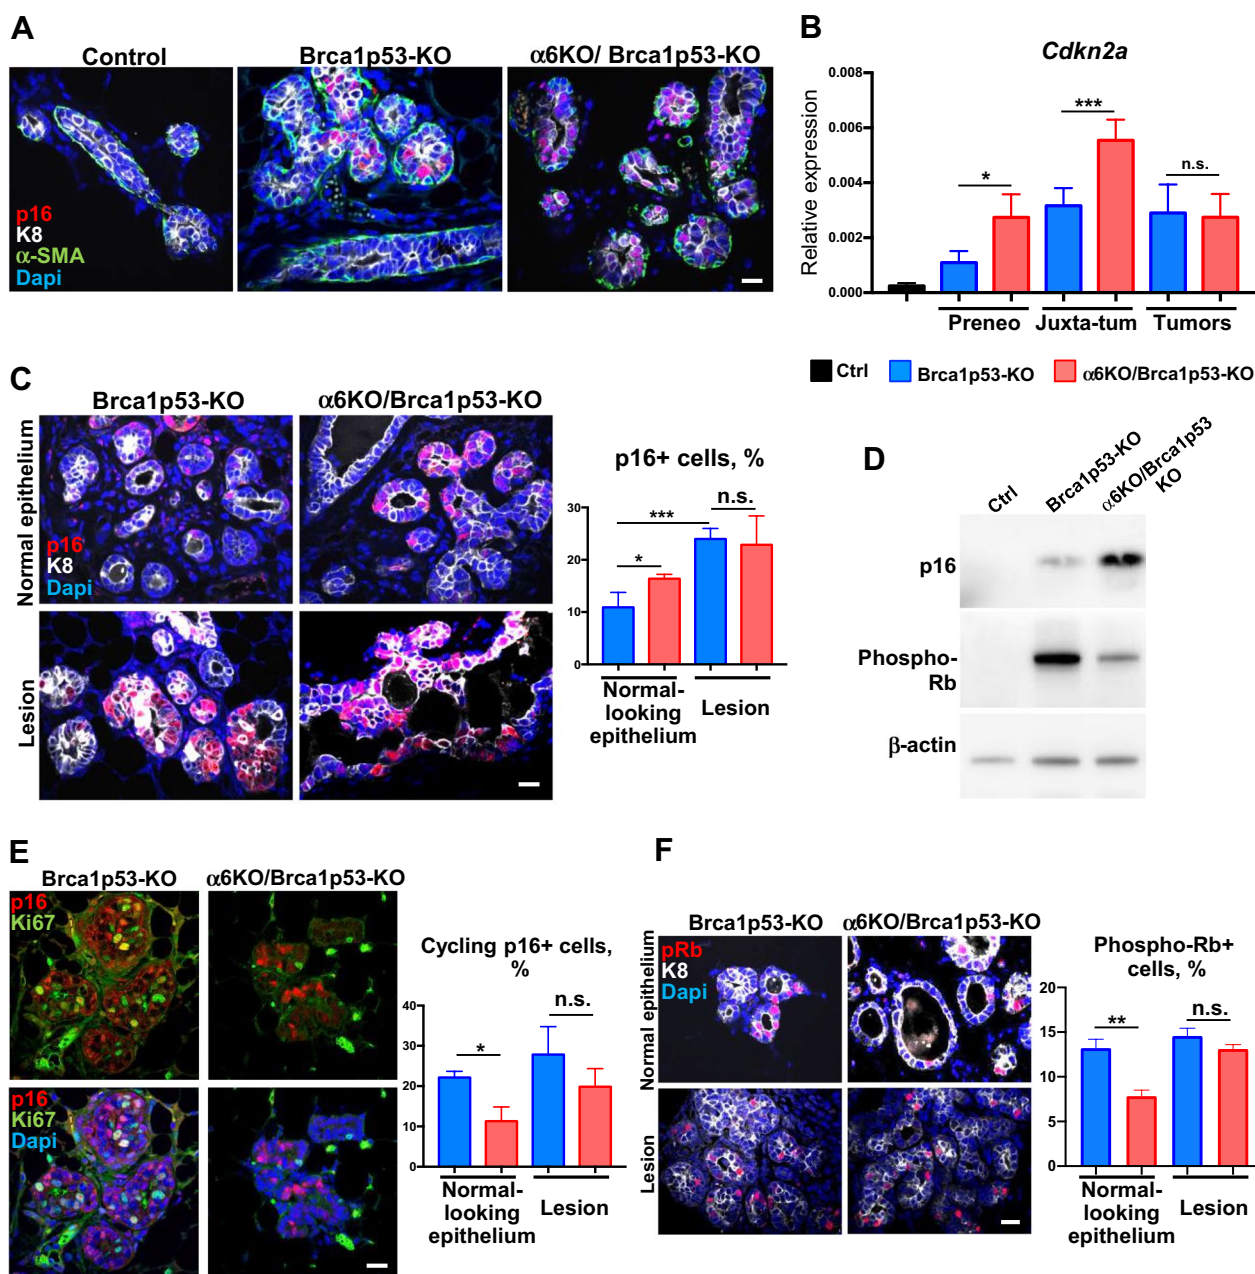 A
Control
Brca1p53-KO
α6KO/ Brca1p53-KO
p16
K8
α-SMA
Dapi
B
Cdkn2a
Relative expression
0.008
0.006
0.004
0.002
0.000
*
***
n.s.
Preneo
Juxta-tum
Tumors
Ctrl
Brca1p53-KO
α6KO/Brca1p53-KO
C
Brca1p53-KO
α6KO/Brca1p53-KO
Normal epithelium
p16
K8
Dapi
Lesion
p16+ cells, %
30
20
10
0
***
*
n.s.
Normal-
looking
epithelium
Lesion
D
Ctrl
Brca1p53-KO
α6KO/Brca1p53
KO
p16
Phospho-
Rb
β-actin
E
Brca1p53-KO
α6KO/Brca1p53-KO
p16
Ki67
p16
Ki67
Dapi
Cycling p16+ cells,
%
40
30
20
10
0
*
n.s.
Normal-
looking
epithelium
Lesion
F
Brca1p53-KO
α6KO/Brca1p53-KO
Normal epithelium
pRb
K8
Dapi
Lesion
Phospho-Rb+
cells, %
20
15
10
5
0
**
n.s.
Normal-
looking
epithelium
Lesion